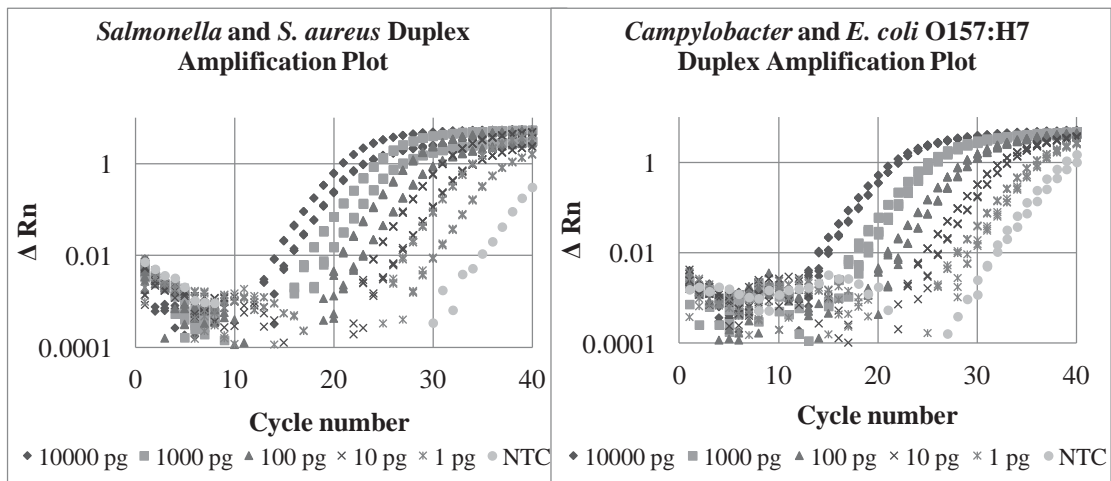 Salmonella and S. aureus Duplex
Amplification Plot
Δ Rn
1
0.01
0.0001
0 10 20 30 40
Cycle number
10000 pg 1000 pg 100 pg 10 pg 1 pg NTC
Campylobacter and E. coli O157:H7
Duplex Amplification Plot
Δ Rn
1
0.01
0.0001
0 10 20 30 40
Cycle number
10000 pg 1000 pg 100 pg 10 pg 1 pg NTC